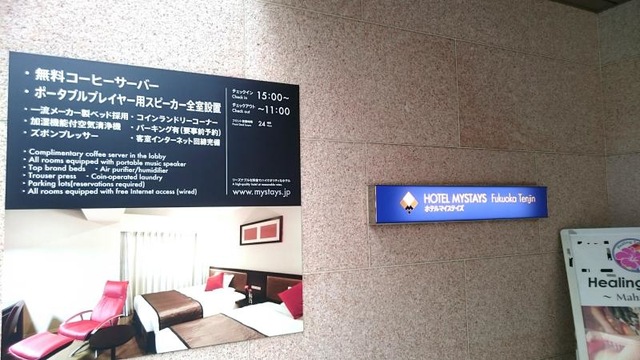 ・無料コーヒーサーバー
・ポータブルプレイヤー用スピーカー全室設置
・一流メーカー製ベッド採用 ・コインランドリーコーナー
・加湿機能付空気清浄機 ・パーキング有(要事前予約)
・ズボンプレッサー ・客室インターネット回線完備
- Complimentary coffee server in the lobby
- All rooms equipped with portable music speaker
- Top brand beds - Air purifier/humidifier
- Trouser press - Coin-operated laundry
- Parking lots(reservations required)
- All rooms equipped with free Internet access (wired)
チェックイン
Check in
15:00~
チェックアウト
Check out
~11:00
フロント営業時間
24
www.mystays.jp
HOTEL MYSTAYS Fukuoka Tenjin
ホテルマイステイズ
Healing
~ Mah